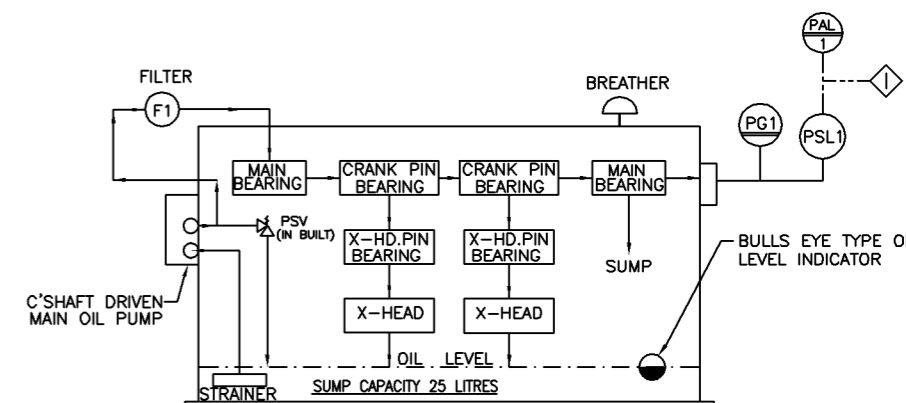 PAL
1
FILTER
BREATHER
F1
PG1
PSL1
I
MAIN
BEARING
CRANK PIN
BEARING
CRANK PIN
BEARING
MAIN
BEARING
PSV
(IN BUILT)
X-HD.PIN
BEARING
X-HD.PIN
BEARING
SUMP
BULLS EYE TYPE O
LEVEL INDICATOR
C'SHAFT DRIVEN
MAIN OIL PUMP
X-HEAD
X-HEAD
OIL LEVEL
STRAINER
SUMP CAPACITY 25 LITRES